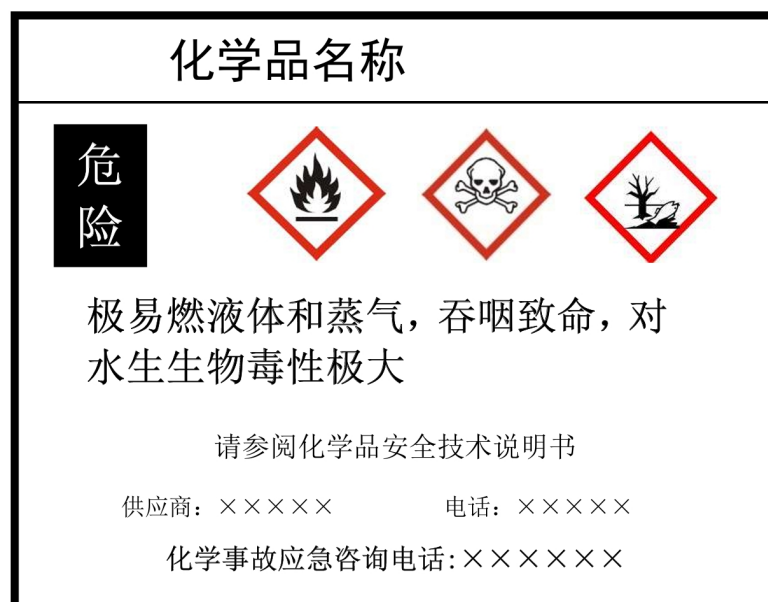 化学品名称
危
险
极易燃液体和蒸气，吞咽致命，对
水生生物毒性极大
请参阅化学品安全技术说明书
供应商：××××× 电话：×××××
化学事故应急咨询电话:××××××